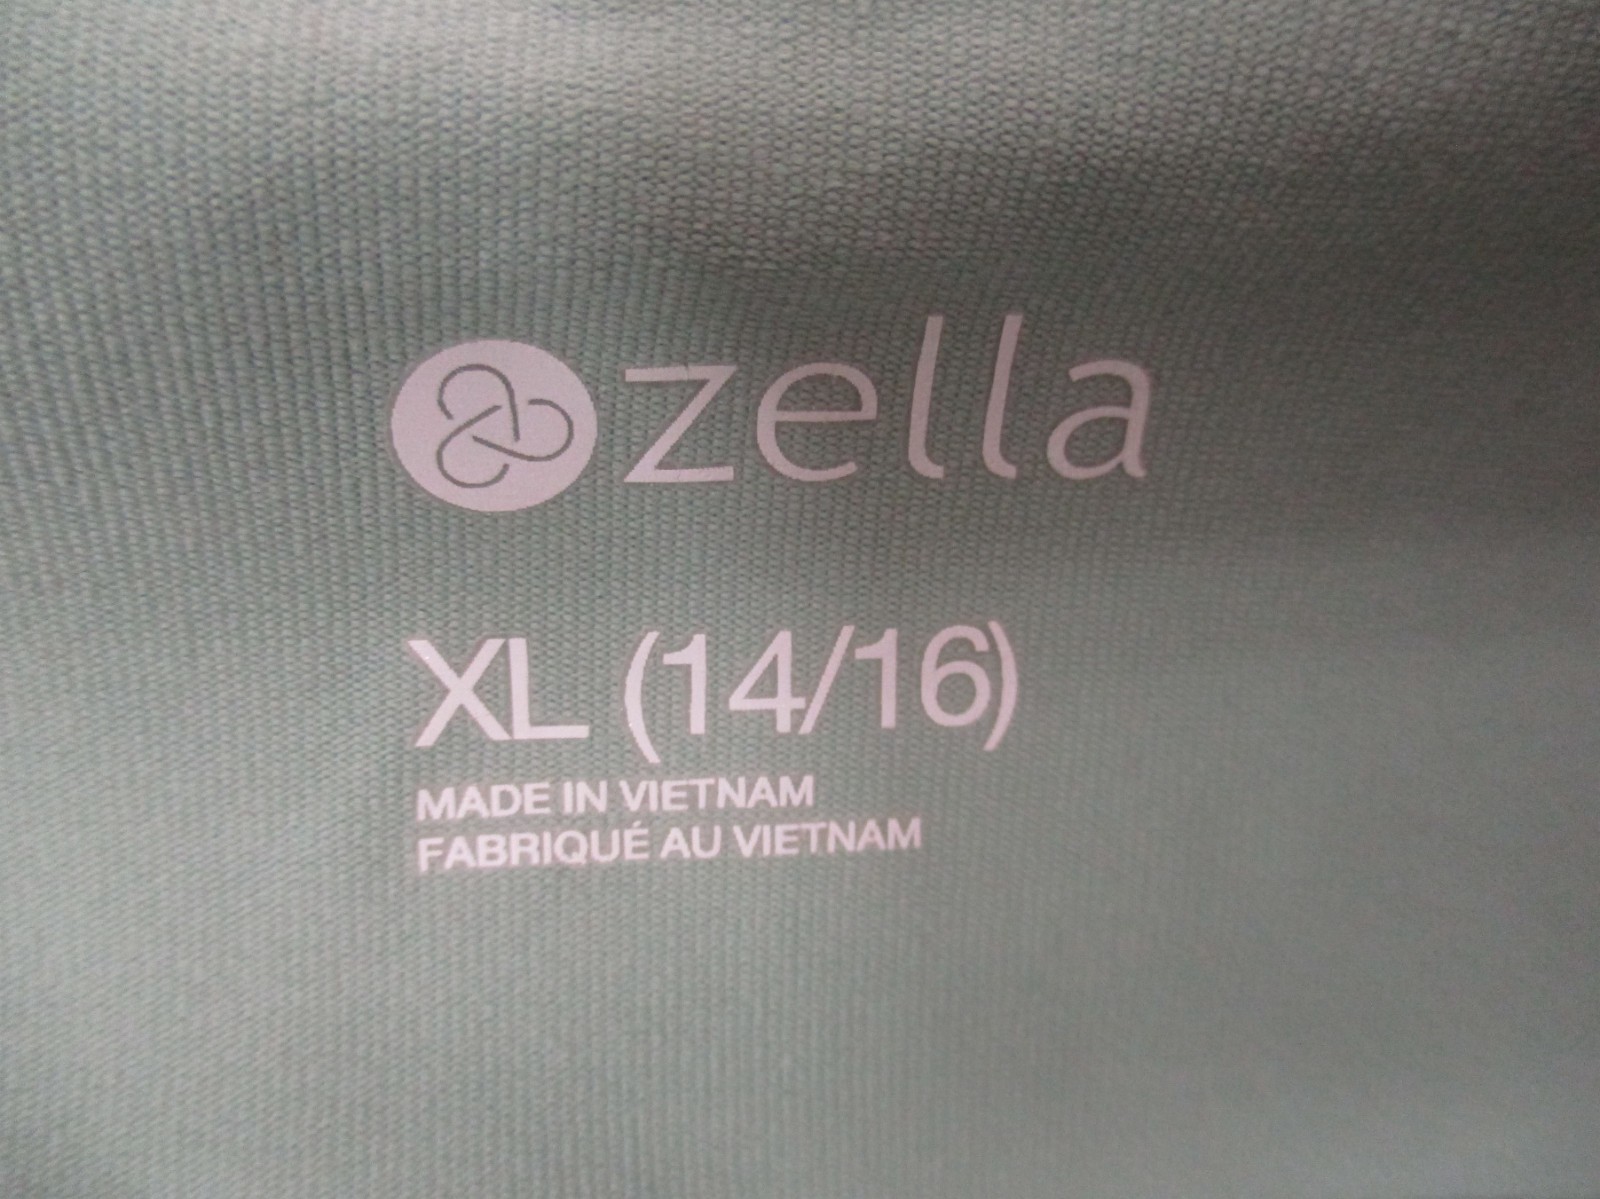 zella
XL (14/16)
MADE IN VIETNAM
FABRIQUÉ AU VIETNAM